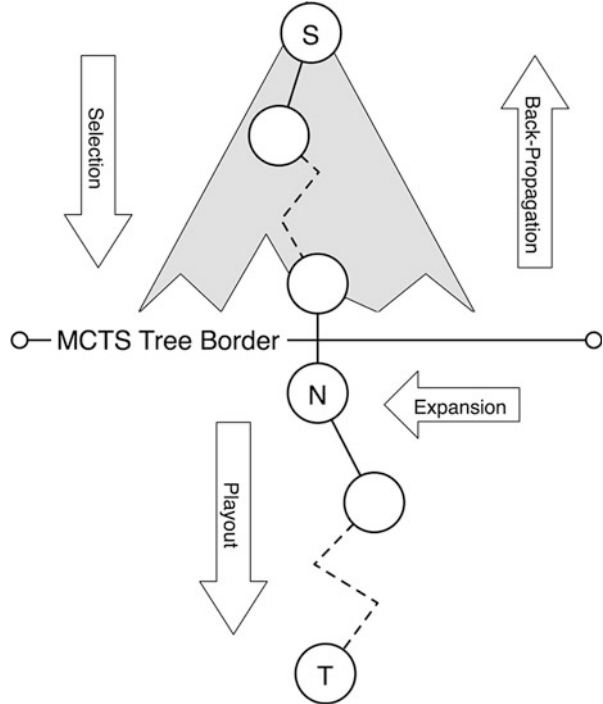 S
Selection
Back-Propagation
MCTS Tree Border
N
Expansion
Playout
T